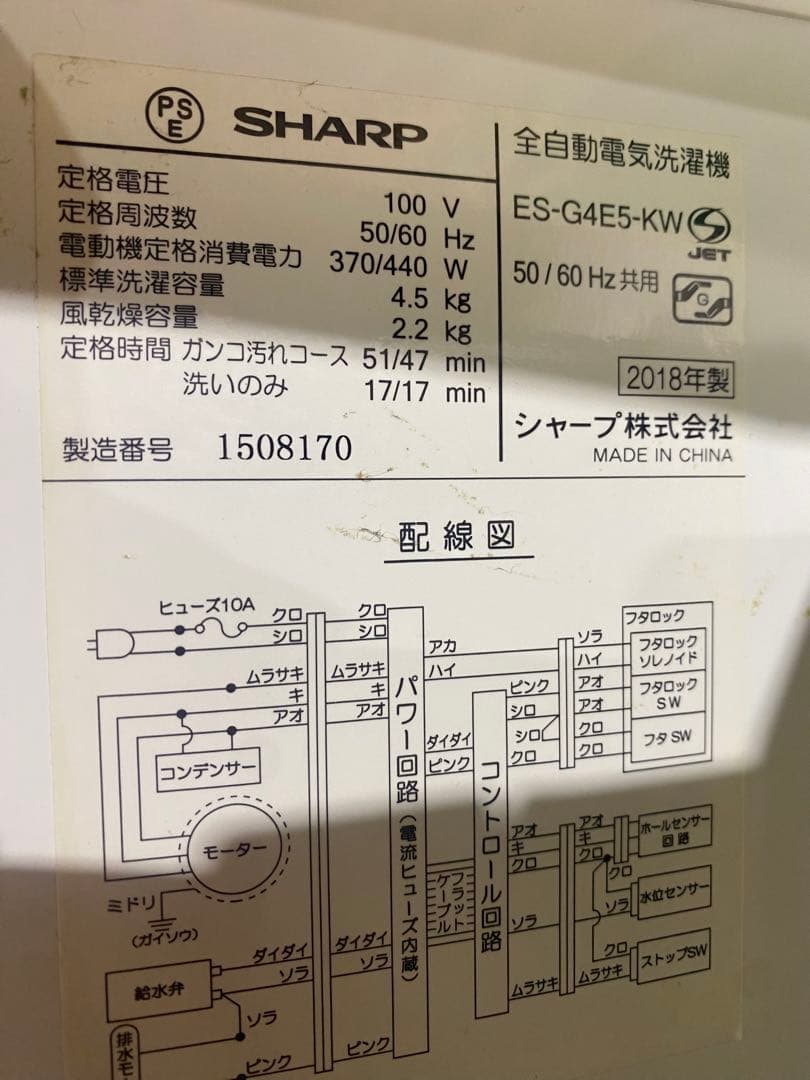 PSE SHARP
定格電圧 100 V
定格周波数 50/60 Hz
電動機定格消費電力 370/440 W
標準洗濯容量 4.5 kg
風乾燥容量 2.2 kg
定格時間 ガンコ汚れコース 51/47 min
洗いのみ 17/17 min
製造番号 1508170
全自動電気洗濯機
ES-G4E5-KW S JET
50/60 Hz共用 G
2018年製
シャープ株式会社
MADE IN CHINA
配線図
ヒューズ10A
クロ
シロ
ムラサキ
キ
アオ
コンデンサー
モーター
ミドリ
(ガイソウ)
給水弁
ダイダイ
ソラ
ソラ
ピンク
排水モ
クロ
シロ
ムラサキ
キ
アオ
ダイダイ
ソラ
ピンク
パワー回路(電流ヒューズ内蔵)
アカ
ハイ
ダイダイ
ピンク
フラット
ケーブル
コントロール回路
ピンク
シロ
シロ
クロ
ソラ
ハイ
アオ
アオ
クロ
クロ
フタロック
フタロック
ソレノイド
フタロック
SW
フタSW
アオ
キ
クロ
ソラ
ムラサキ
アオ
キ
クロ
クロ
ソラ
クロ
ムラサキ
ホールセンサー
回路
水位センサー
ストップSW